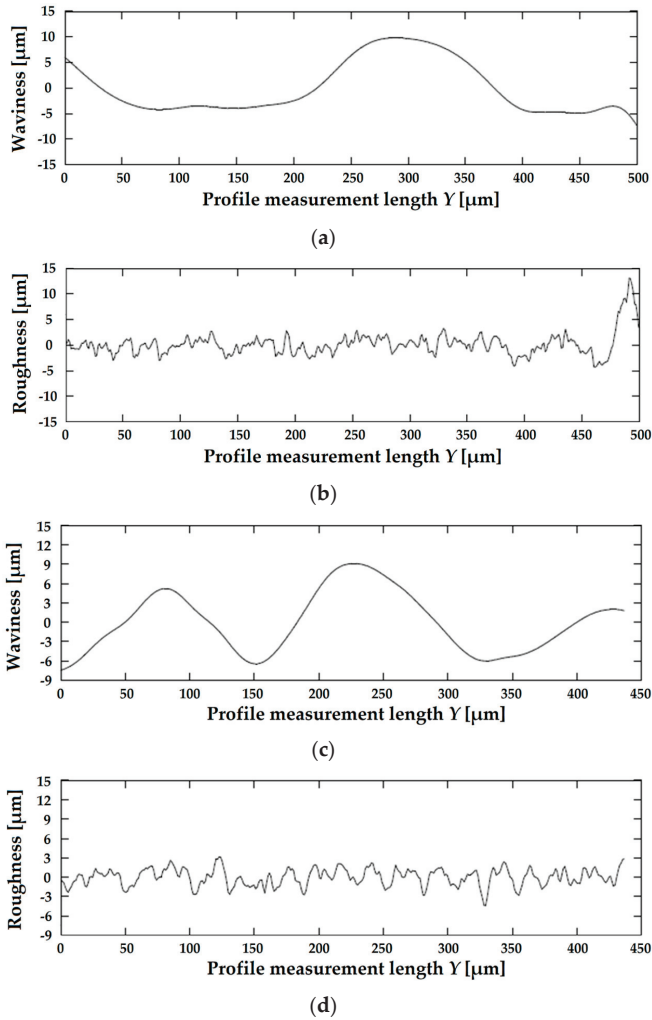 15
10
5
0
-5
-10
-15
Waviness [µm]
0 50 100 150 200 250 300 350 400 450 500
Profile measurement length Y [µm]
(a)
15
10
5
0
-5
-10
-15
Roughness [µm]
0 50 100 150 200 250 300 350 400 450 500
Profile measurement length Y [µm]
(b)
15
12
9
6
3
0
-3
-6
-9
Waviness [µm]
0 50 100 150 200 250 300 350 400 450
Profile measurement length Y [µm]
(c)
15
12
9
6
3
0
-3
-6
-9
Roughness [µm]
0 50 100 150 200 250 300 350 400 450
Profile measurement length Y [µm]
(d)